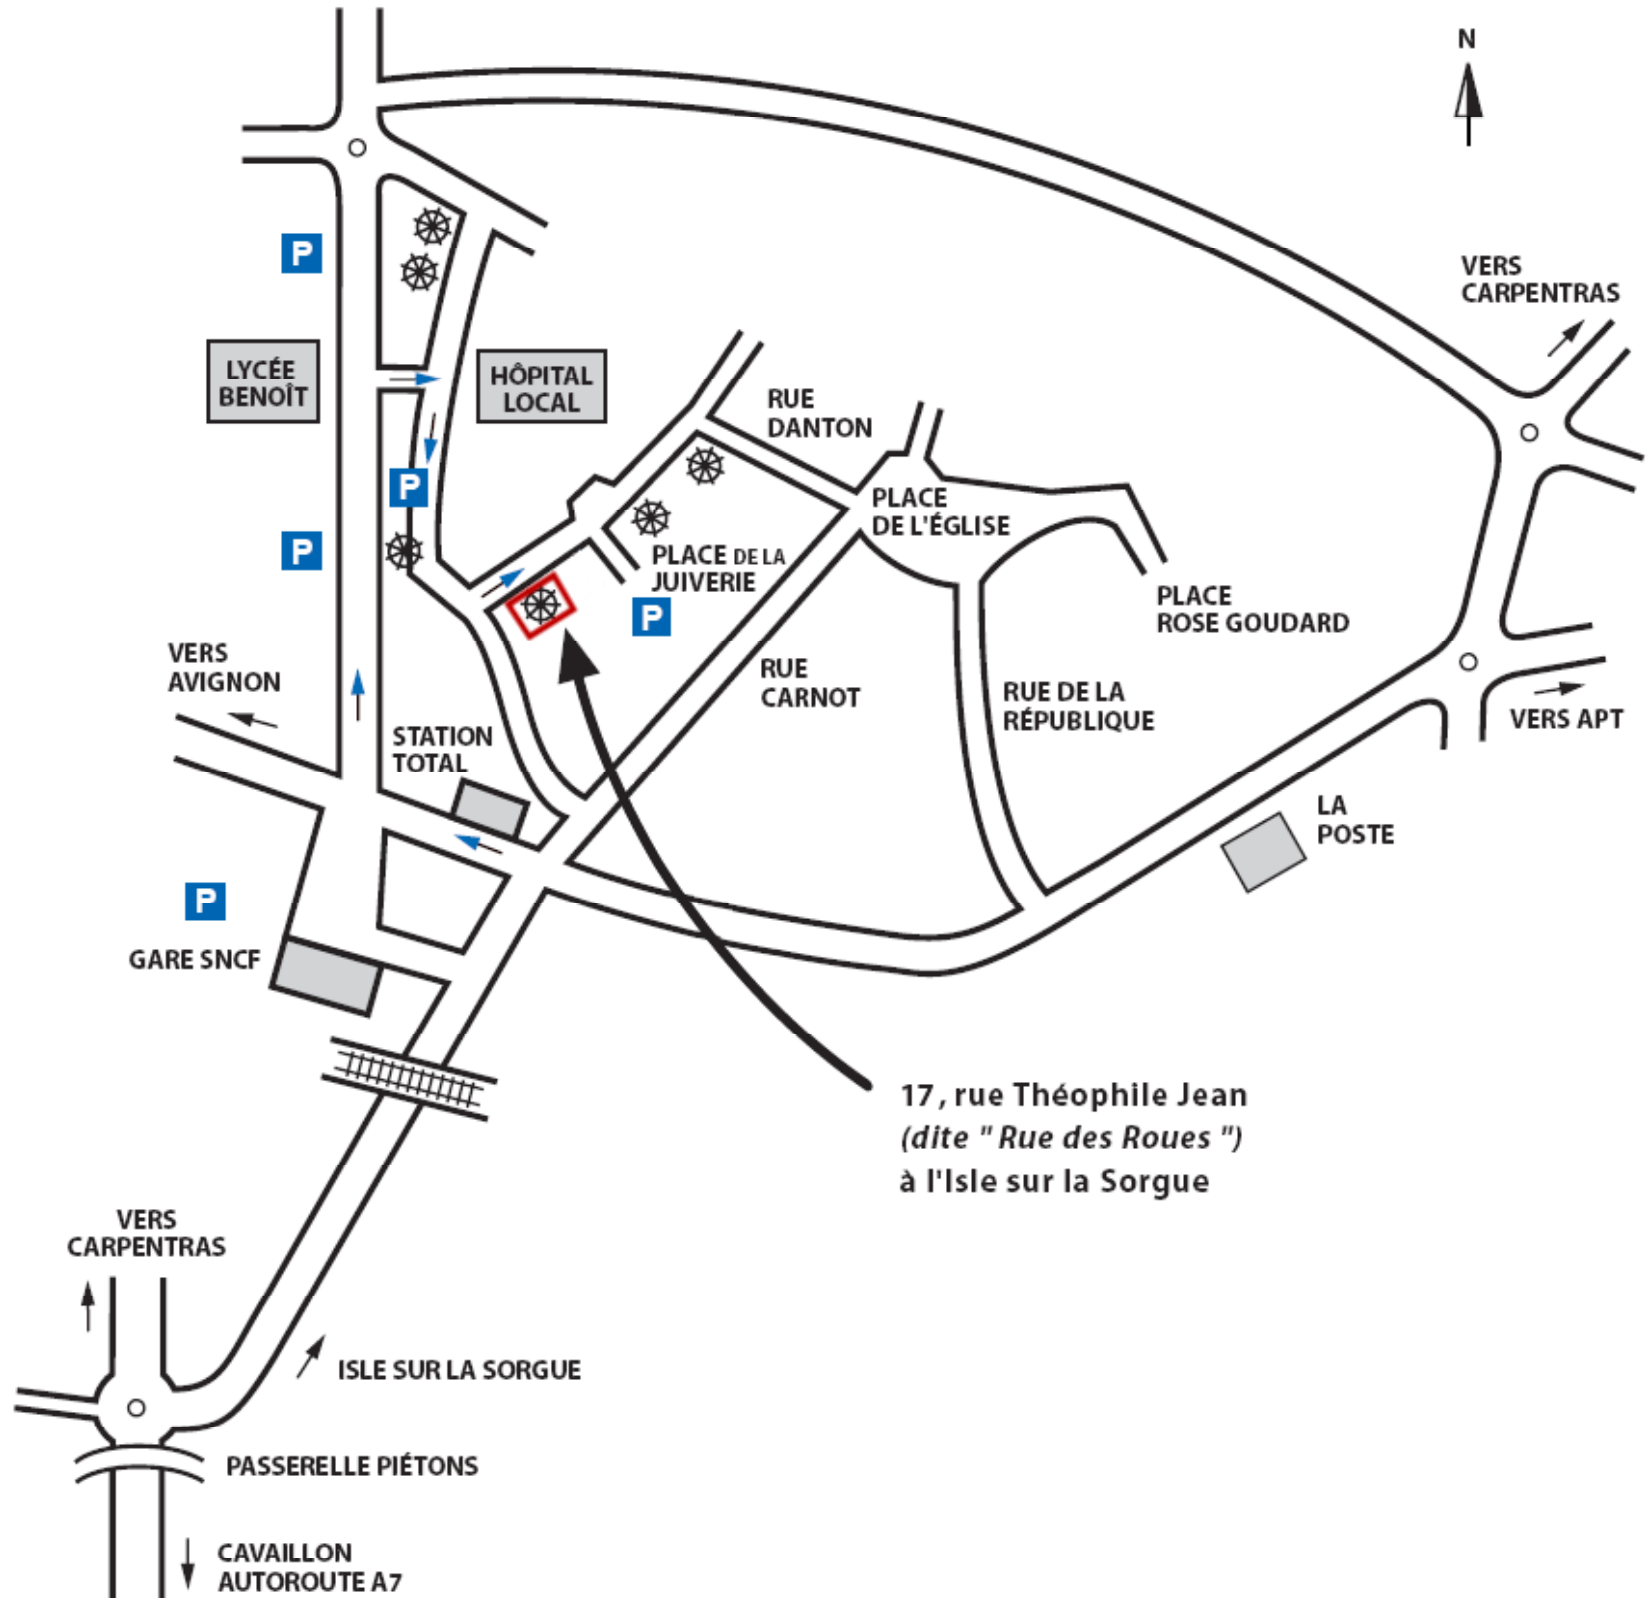 N
VERS
CARPENTRAS
P
LYCÉE
BENOÎT
HÔPITAL
LOCAL
RUE
DANTON
P
PLACE
DE L'ÉGLISE
P
PLACE DE LA
JUIVERIE
P
PLACE
ROSE GOUDARD
VERS
AVIGNON
RUE
CARNOT
RUE DE LA
RÉPUBLIQUE
VERS APT
STATION
TOTAL
LA
POSTE
P
GARE SNCF
17, rue Théophile Jean
(dite " Rue des Roues ")
à l'Isle sur la Sorgue
VERS
CARPENTRAS
ISLE SUR LA SORGUE
PASSERELLE PIÉTONS
CAVAILLON
AUTOROUTE A7